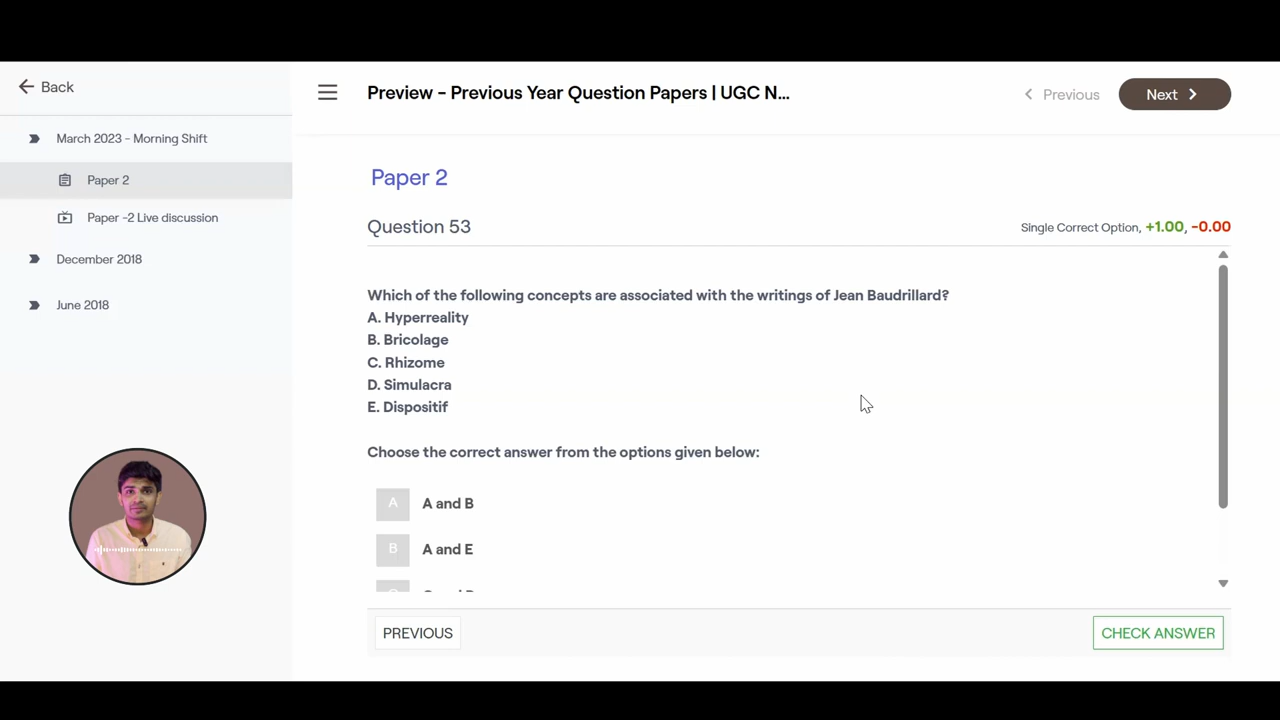 Back
Preview - Previous Year Question Papers | UGC N...
Previous
Next
March 2023 - Morning Shift
Paper 2
Paper -2 Live discussion
December 2018
June 2018
Paper 2
Question 53
Single Correct Option, +1.00, -0.00
Which of the following concepts are associated with the writings of Jean Baudrillard?
A. Hyperreality
B. Bricolage
C. Rhizome
D. Simulacra
E. Dispositif
Choose the correct answer from the options given below:
A A and B
B A and E
PREVIOUS
CHECK ANSWER